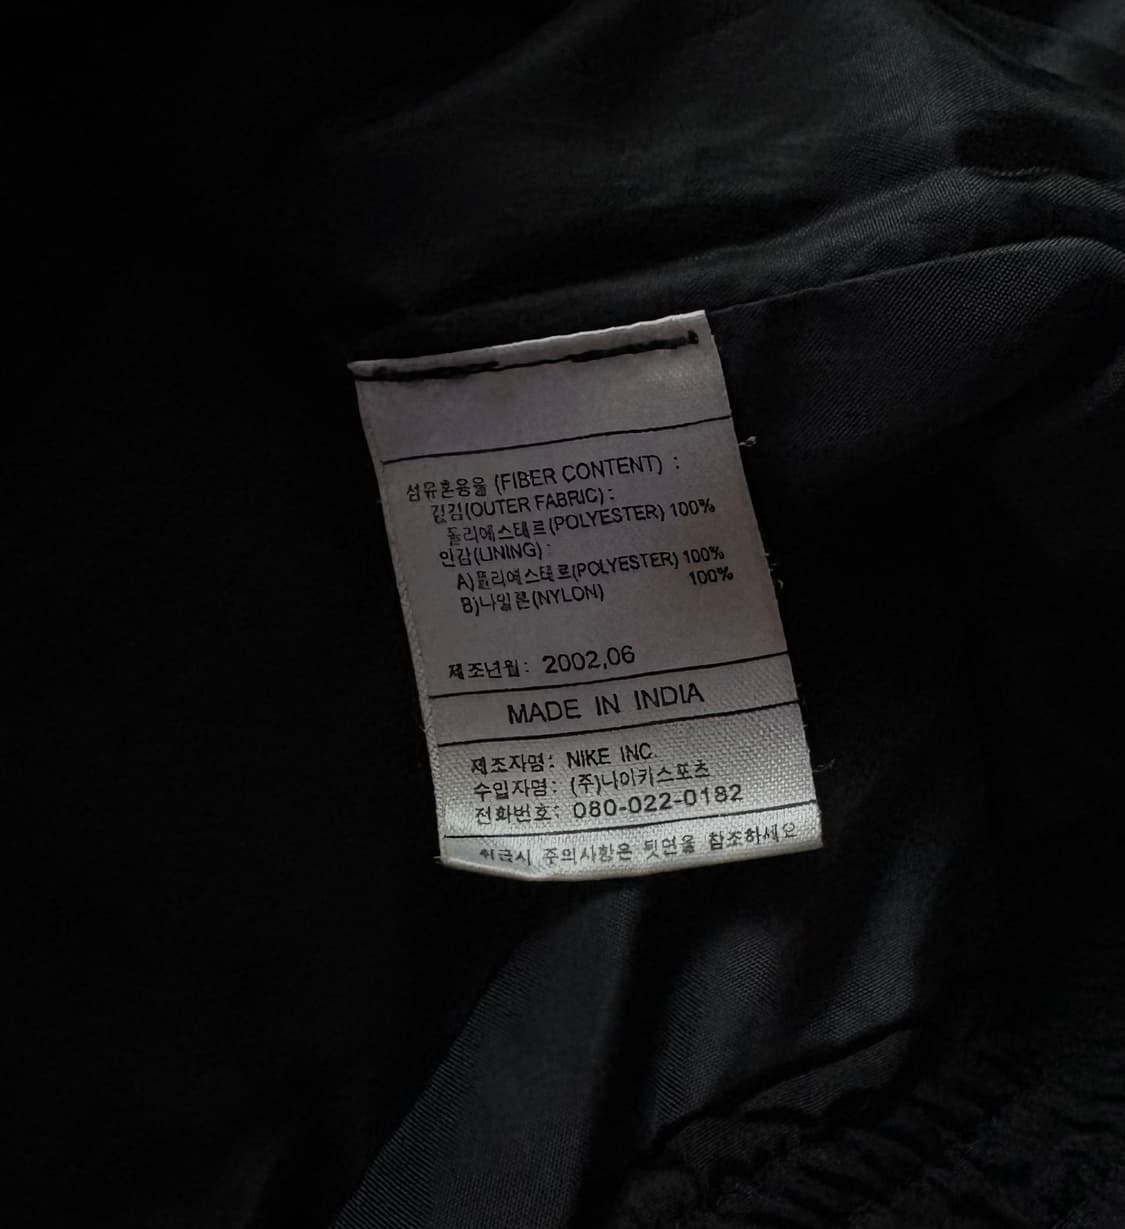 섬유혼용율 (FIBER CONTENT) :
겉감(OUTER FABRIC) :
폴리에스테르(POLYESTER) 100%
안감(LINING) :
A)폴리에스테르(POLYESTER) 100%
B)나일론(NYLON) 100%
제조년월: 2002,06
MADE IN INDIA
제조자명: NIKE INC.
수입자명: (주)나이키스포츠
전화번호: 080-022-0182
취급시 주의사항은 뒷면을 참조하세요